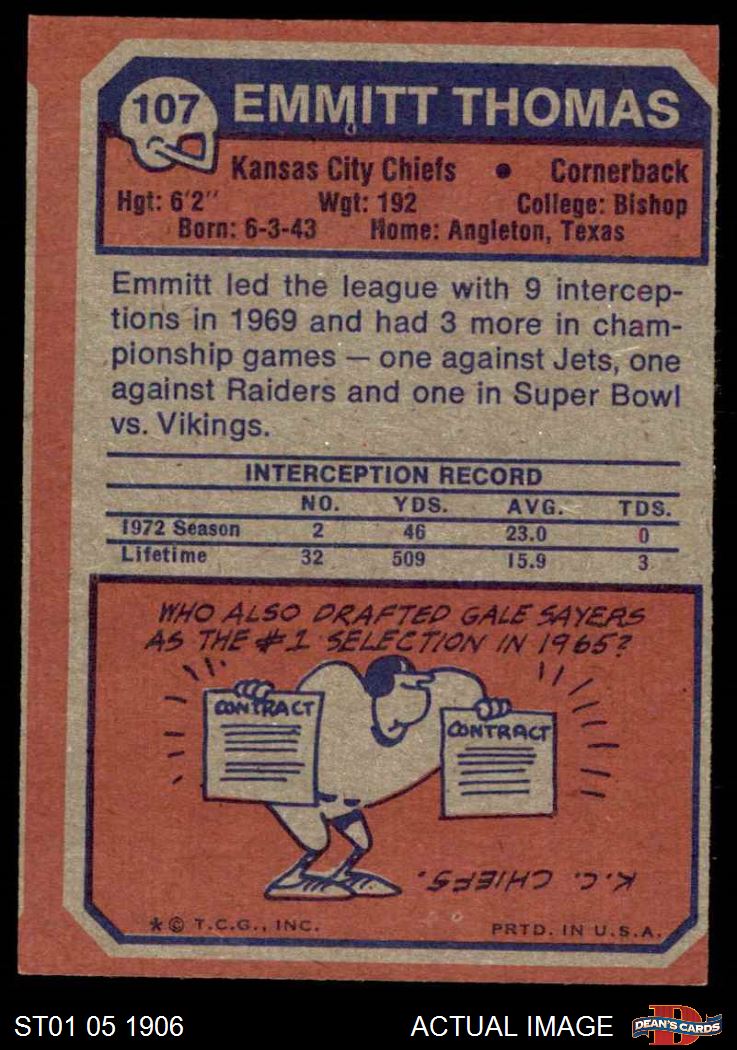 107
EMMITT THOMAS
Kansas City Chiefs • Cornerback
Hgt: 6'2" Wgt: 192 College: Bishop
Born: 6-3-43 Home: Angleton, Texas
Emmitt led the league with 9 intercep-
tions in 1969 and had 3 more in cham-
pionship games — one against Jets, one
against Raiders and one in Super Bowl
vs. Vikings.
INTERCEPTION RECORD
NO. YDS. AVG. TDS.
1972 Season 2 46 23.0 0
Lifetime 32 509 15.9 3
WHO ALSO DRAFTED GALE SAYERS
AS THE #1 SELECTION IN 1965?
CONTRACT
CONTRACT
K.C. CHIEFS.
* © T.C.G., INC. PRTD. IN U.S.A.
ST01 05 1906 ACTUAL IMAGE DEAN'S CARDS